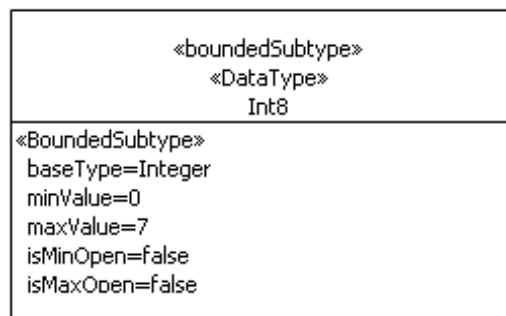 «boundedSubtype»
«DataType»
Int8
«BoundedSubtype»
baseType=Integer
minValue=0
maxValue=7
isMinOpen=false
isMaxOpen=false